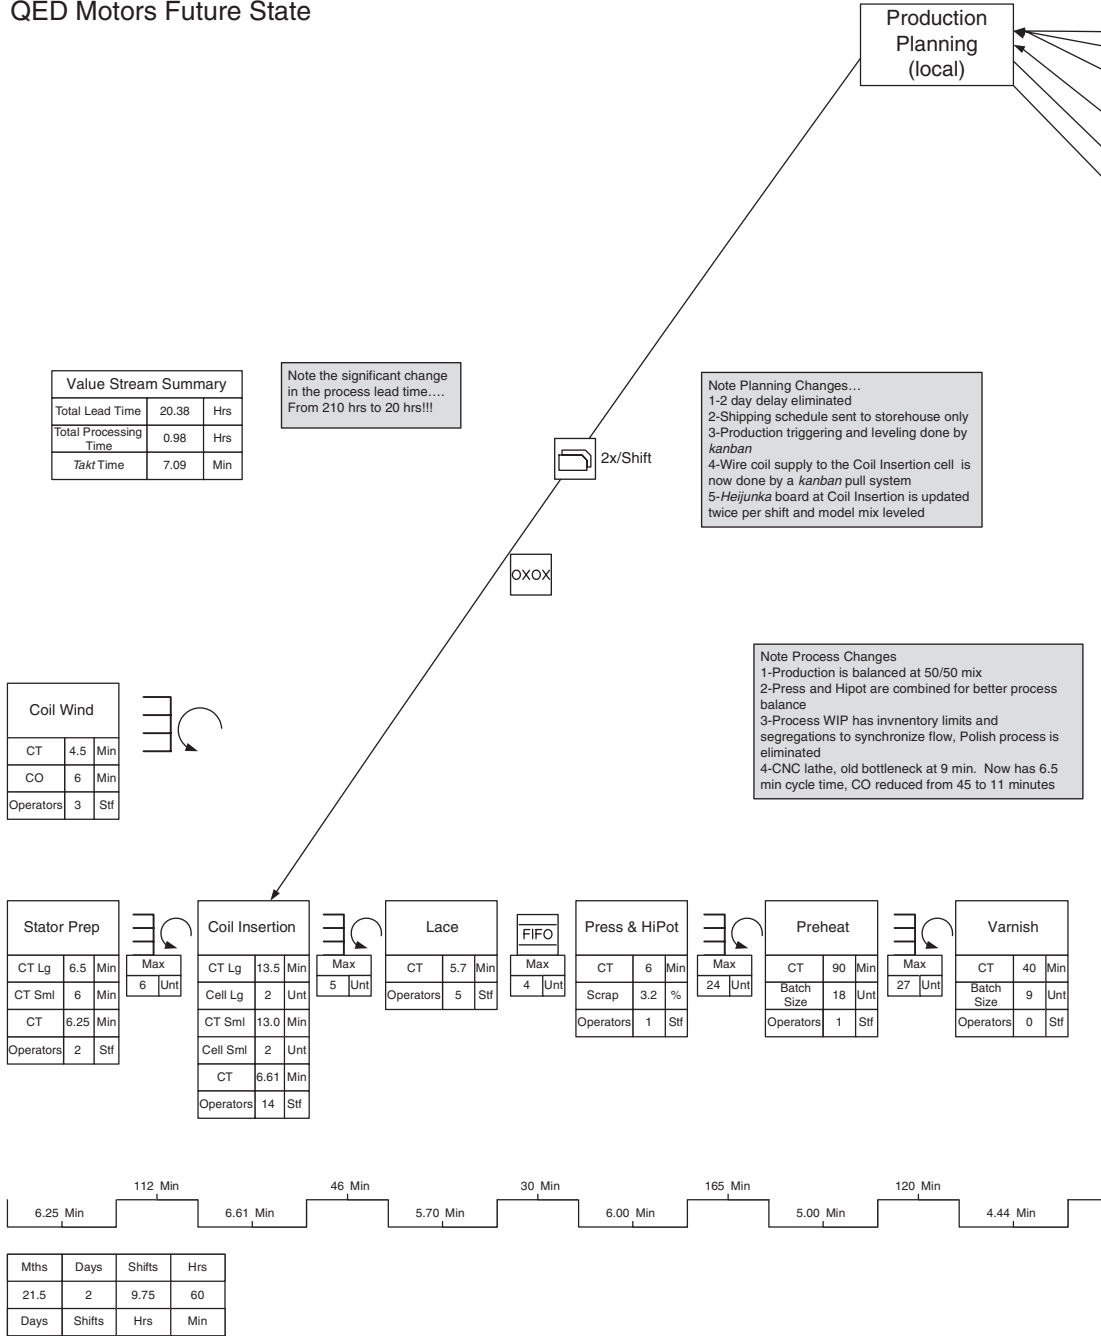 QED Motors Future State
Production
Planning
(local)
Value Stream Summary
Total Lead Time 20.38 Hrs
Total Processing
Time 0.98 Hrs
Takt Time 7.09 Min
Note the significant change
in the process lead time….
From 210 hrs to 20 hrs!!!
2x/Shift
OXOX
Note Planning Changes…
1-2 day delay eliminated
2-Shipping schedule sent to storehouse only
3-Production triggering and leveling done by
kanban
4-Wire coil supply to the Coil Insertion cell is
now done by a kanban pull system
5-Heijunka board at Coil Insertion is updated
twice per shift and model mix leveled
Note Process Changes
1-Production is balanced at 50/50 mix
2-Press and Hipot are combined for better process
balance
3-Process WIP has invnentory limits and
segregations to synchronize flow, Polish process is
eliminated
4-CNC lathe, old bottleneck at 9 min. Now has 6.5
min cycle time, CO reduced from 45 to 11 minutes
Coil Wind
CT 4.5 Min
CO 6 Min
Operators 3 Stf
Stator Prep
CT Lg 6.5 Min
CT Sml 6 Min
CT 6.25 Min
Operators 2 Stf
Max
6 Unt
Coil Insertion
CT Lg 13.5 Min
Cell Lg 2 Unt
CT Sml 13.0 Min
Cell Sml 2 Unt
CT 6.61 Min
Operators 14 Stf
Max
5 Unt
Lace
CT 5.7 Min
Operators 5 Stf
FIFO
Max
4 Unt
Press & HiPot
CT 6 Min
Scrap 3.2 %
Operators 1 Stf
Max
24 Unt
Preheat
CT 90 Min
Batch
Size 18 Unt
Operators 1 Stf
Max
27 Unt
Varnish
CT 40 Min
Batch
Size 9 Unt
Operators 0 Stf
112 Min 46 Min 30 Min 165 Min 120 Min
6.25 Min 6.61 Min 5.70 Min 6.00 Min 5.00 Min 4.44 Min
Mths Days Shifts Hrs
21.5 2 9.75 60
Days Shifts Hrs Min